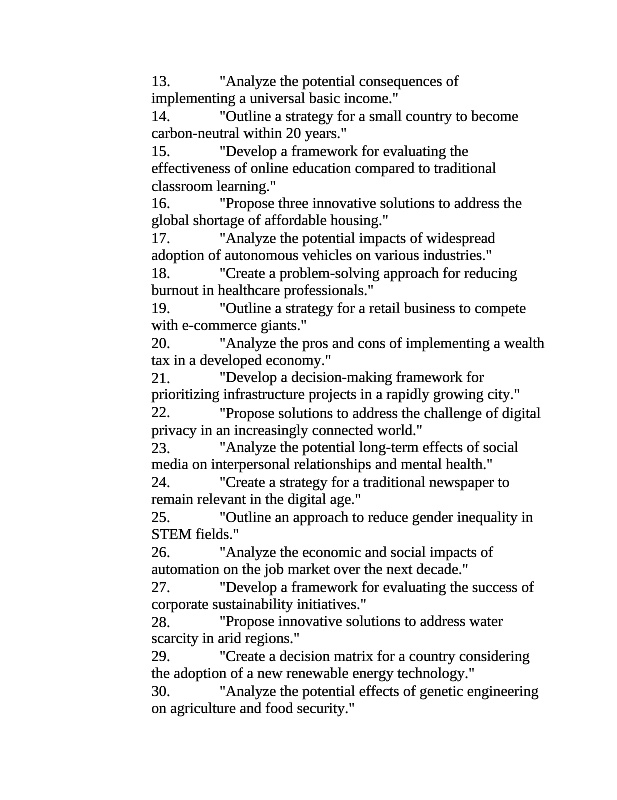 13. "Analyze the potential consequences of
implementing a universal basic income."
14. "Outline a strategy for a small country to become
carbon-neutral within 20 years."
15. "Develop a framework for evaluating the
effectiveness of online education compared to traditional
classroom learning."
16. "Propose three innovative solutions to address the
global shortage of affordable housing."
17. "Analyze the potential impacts of widespread
adoption of autonomous vehicles on various industries."
18. "Create a problem-solving approach for reducing
burnout in healthcare professionals."
19. "Outline a strategy for a retail business to compete
with e-commerce giants."
20. "Analyze the pros and cons of implementing a wealth
tax in a developed economy."
21. "Develop a decision-making framework for
prioritizing infrastructure projects in a rapidly growing city."
22. "Propose solutions to address the challenge of digital
privacy in an increasingly connected world."
23. "Analyze the potential long-term effects of social
media on interpersonal relationships and mental health."
24. "Create a strategy for a traditional newspaper to
remain relevant in the digital age."
25. "Outline an approach to reduce gender inequality in
STEM fields."
26. "Analyze the economic and social impacts of
automation on the job market over the next decade."
27. "Develop a framework for evaluating the success of
corporate sustainability initiatives."
28. "Propose innovative solutions to address water
scarcity in arid regions."
29. "Create a decision matrix for a country considering
the adoption of a new renewable energy technology."
30. "Analyze the potential effects of genetic engineering
on agriculture and food security."